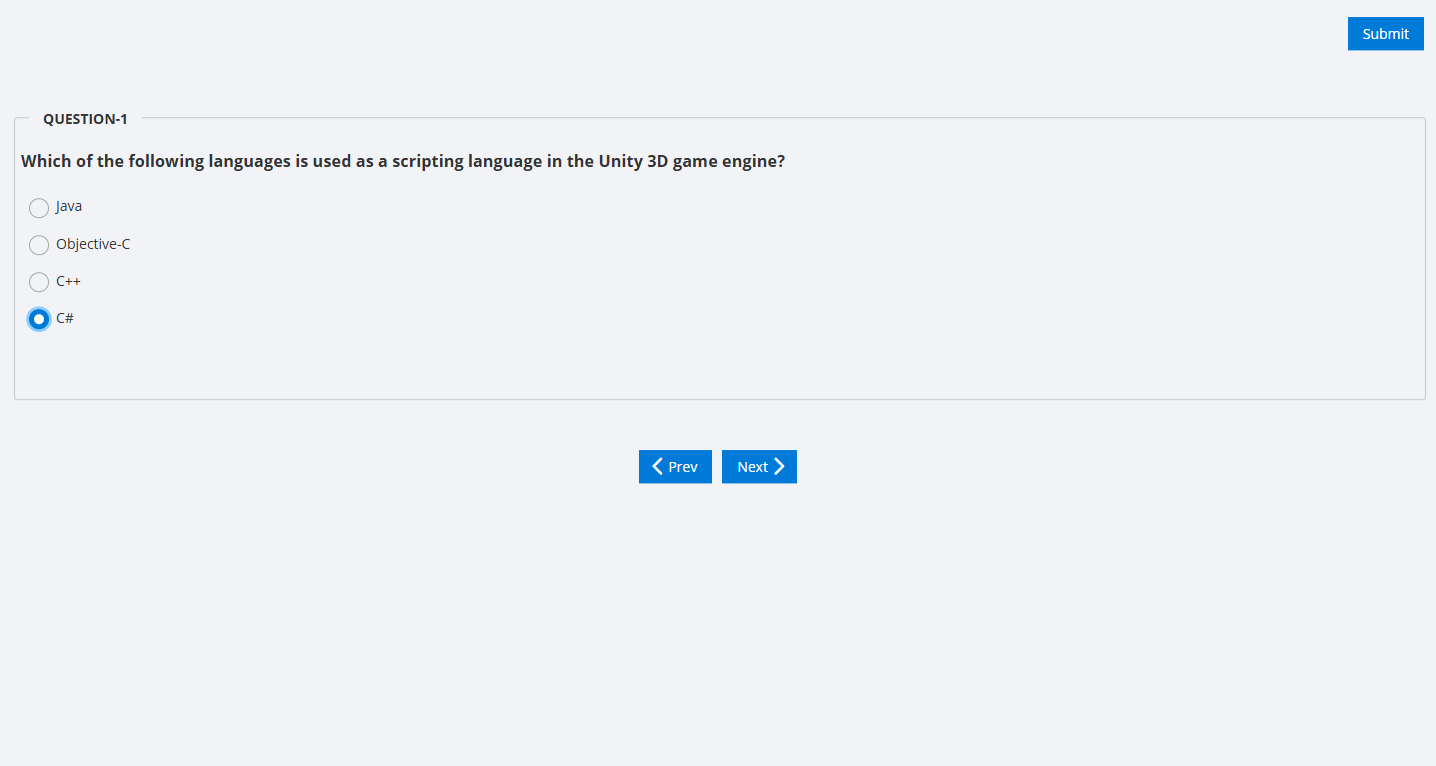 Submit
QUESTION-1
Which of the following languages is used as a scripting language in the Unity 3D game engine?
Java
Objective-C
C++
C#
Prev
Next